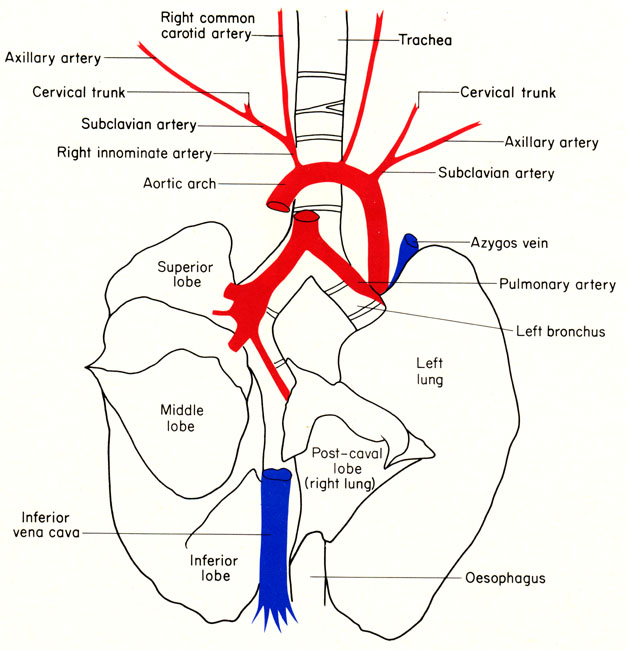 Right common
carotid artery
Trachea
Axillary artery
Cervical trunk
Cervical trunk
Subclavian artery
Axillary artery
Right innominate artery
Subclavian artery
Aortic arch
Azygos vein
Superior
lobe
Pulmonary artery
Left bronchus
Left
lung
Middle
lobe
Post-caval
lobe
(right lung)
Inferior
vena cava
Inferior
lobe
Oesophagus